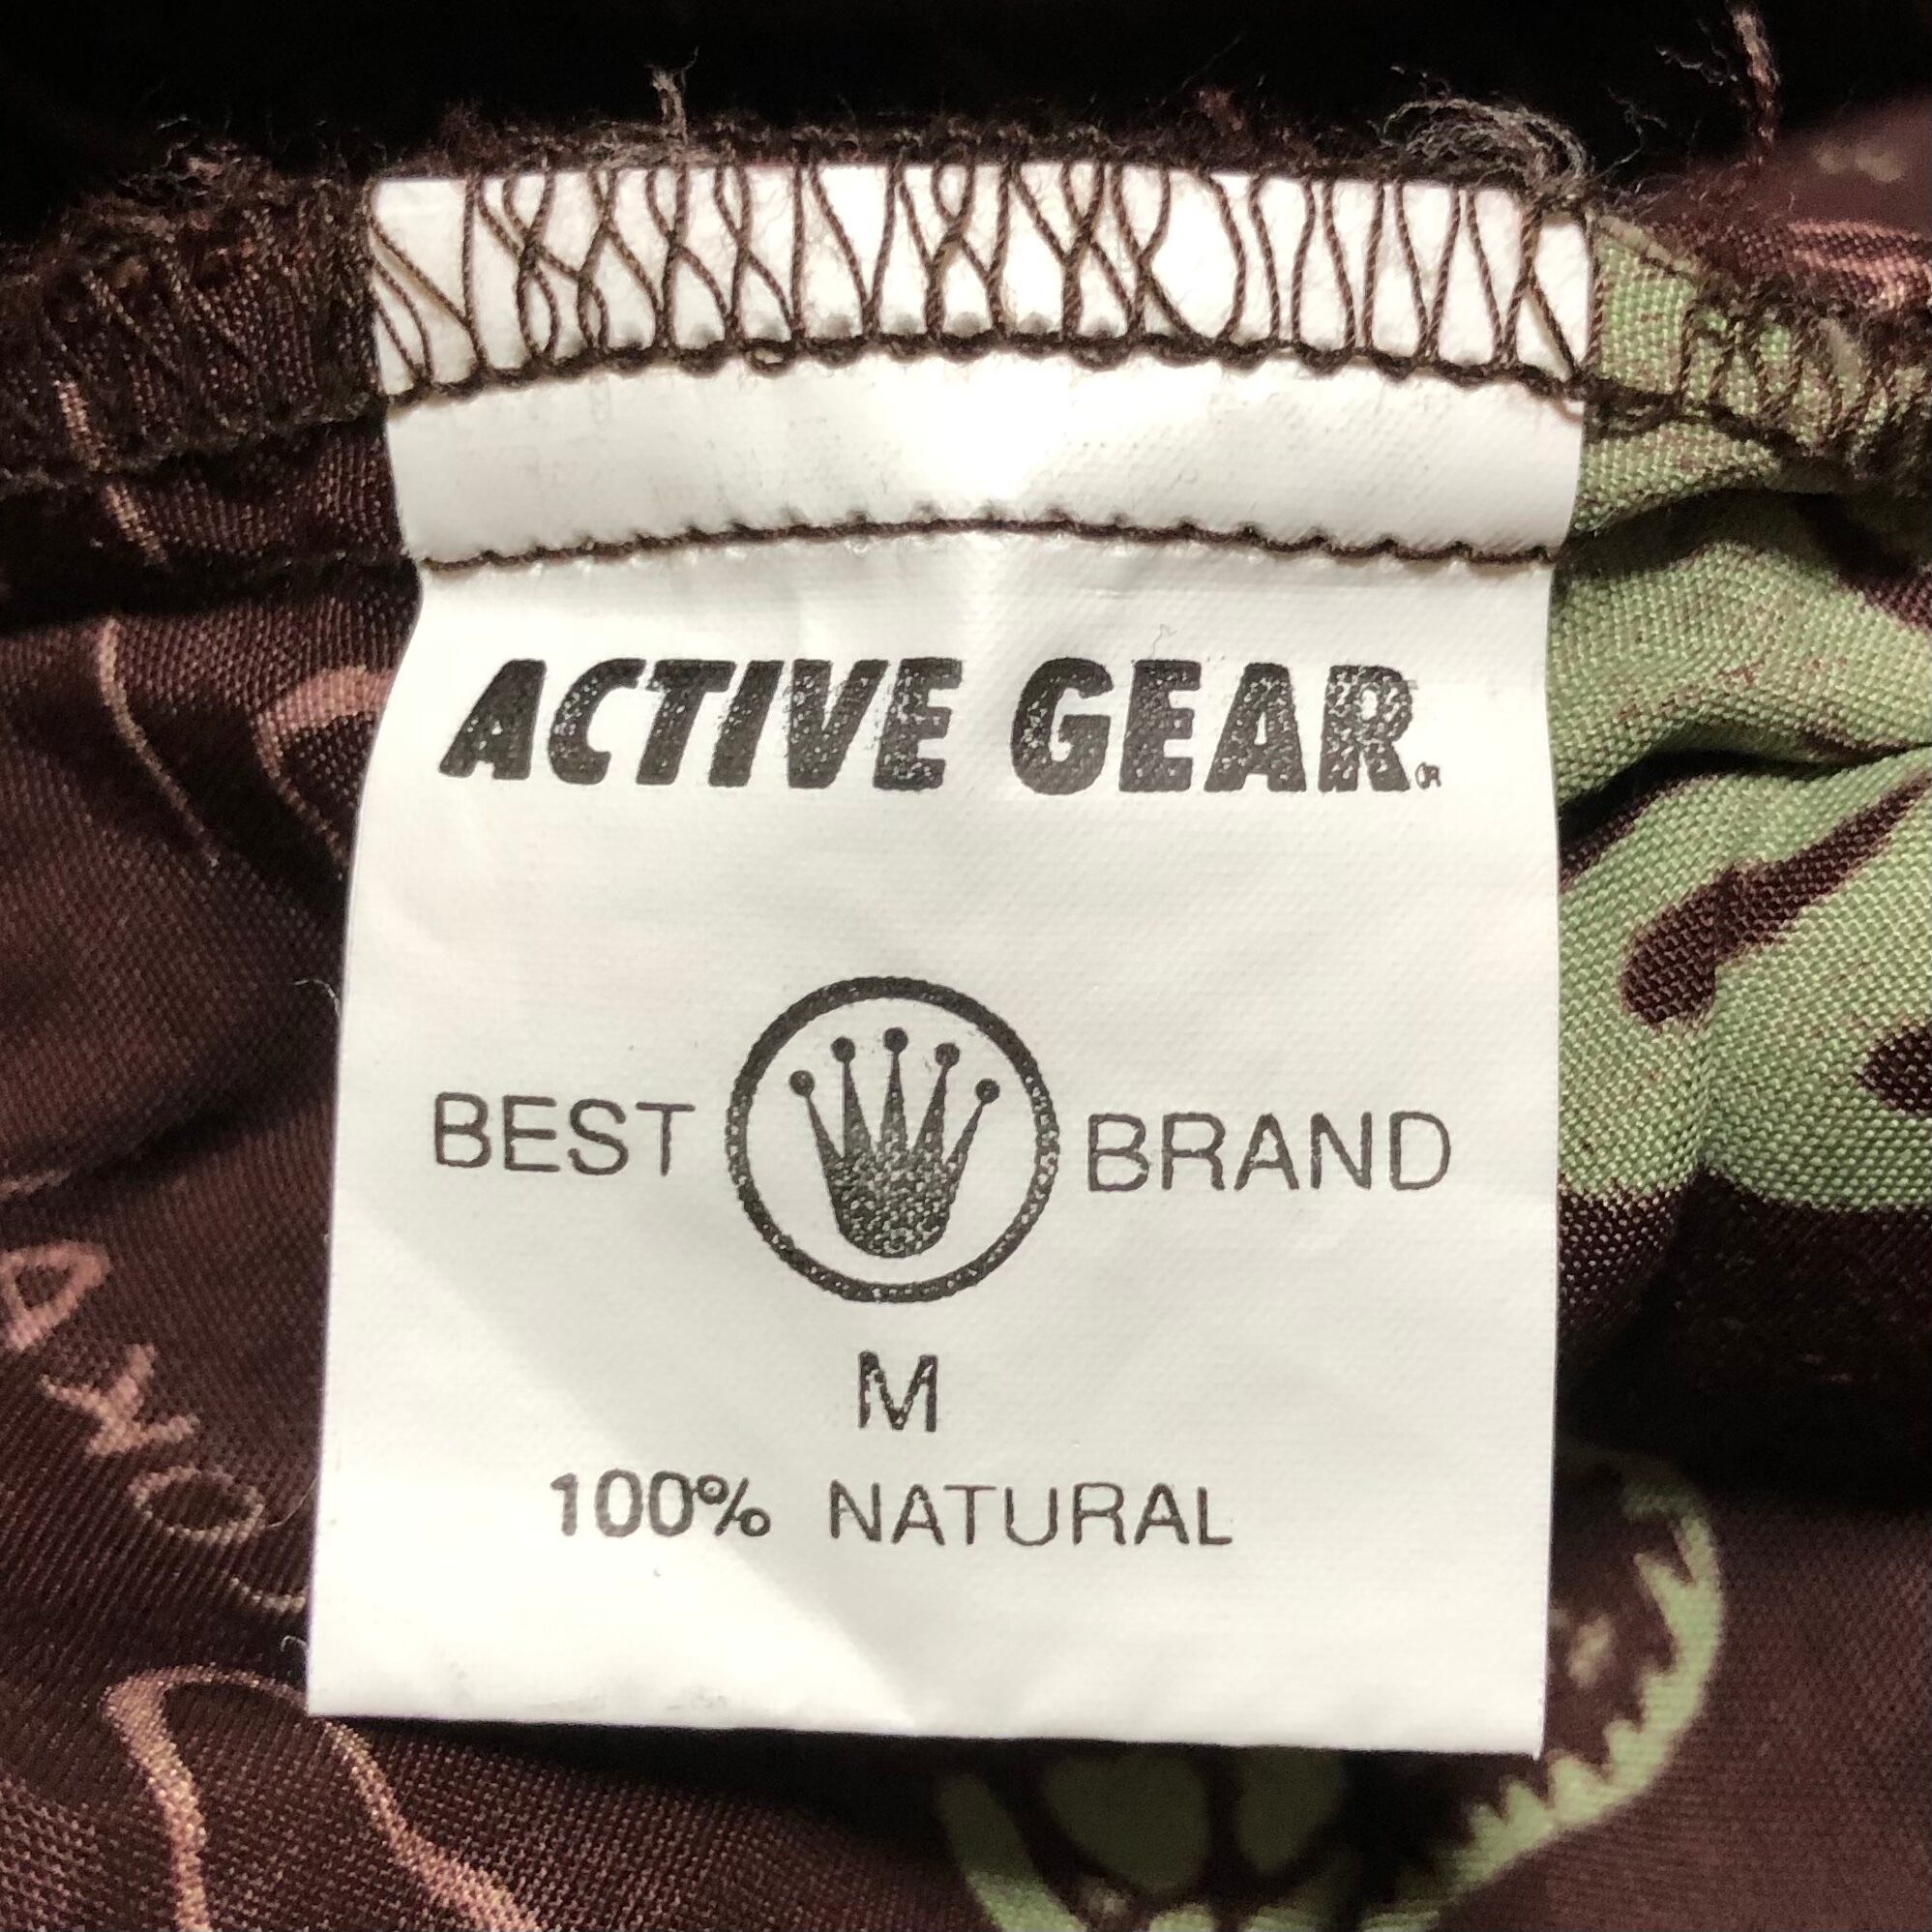 ACTIVE GEAR®
BEST BRAND
M
100% NATURAL